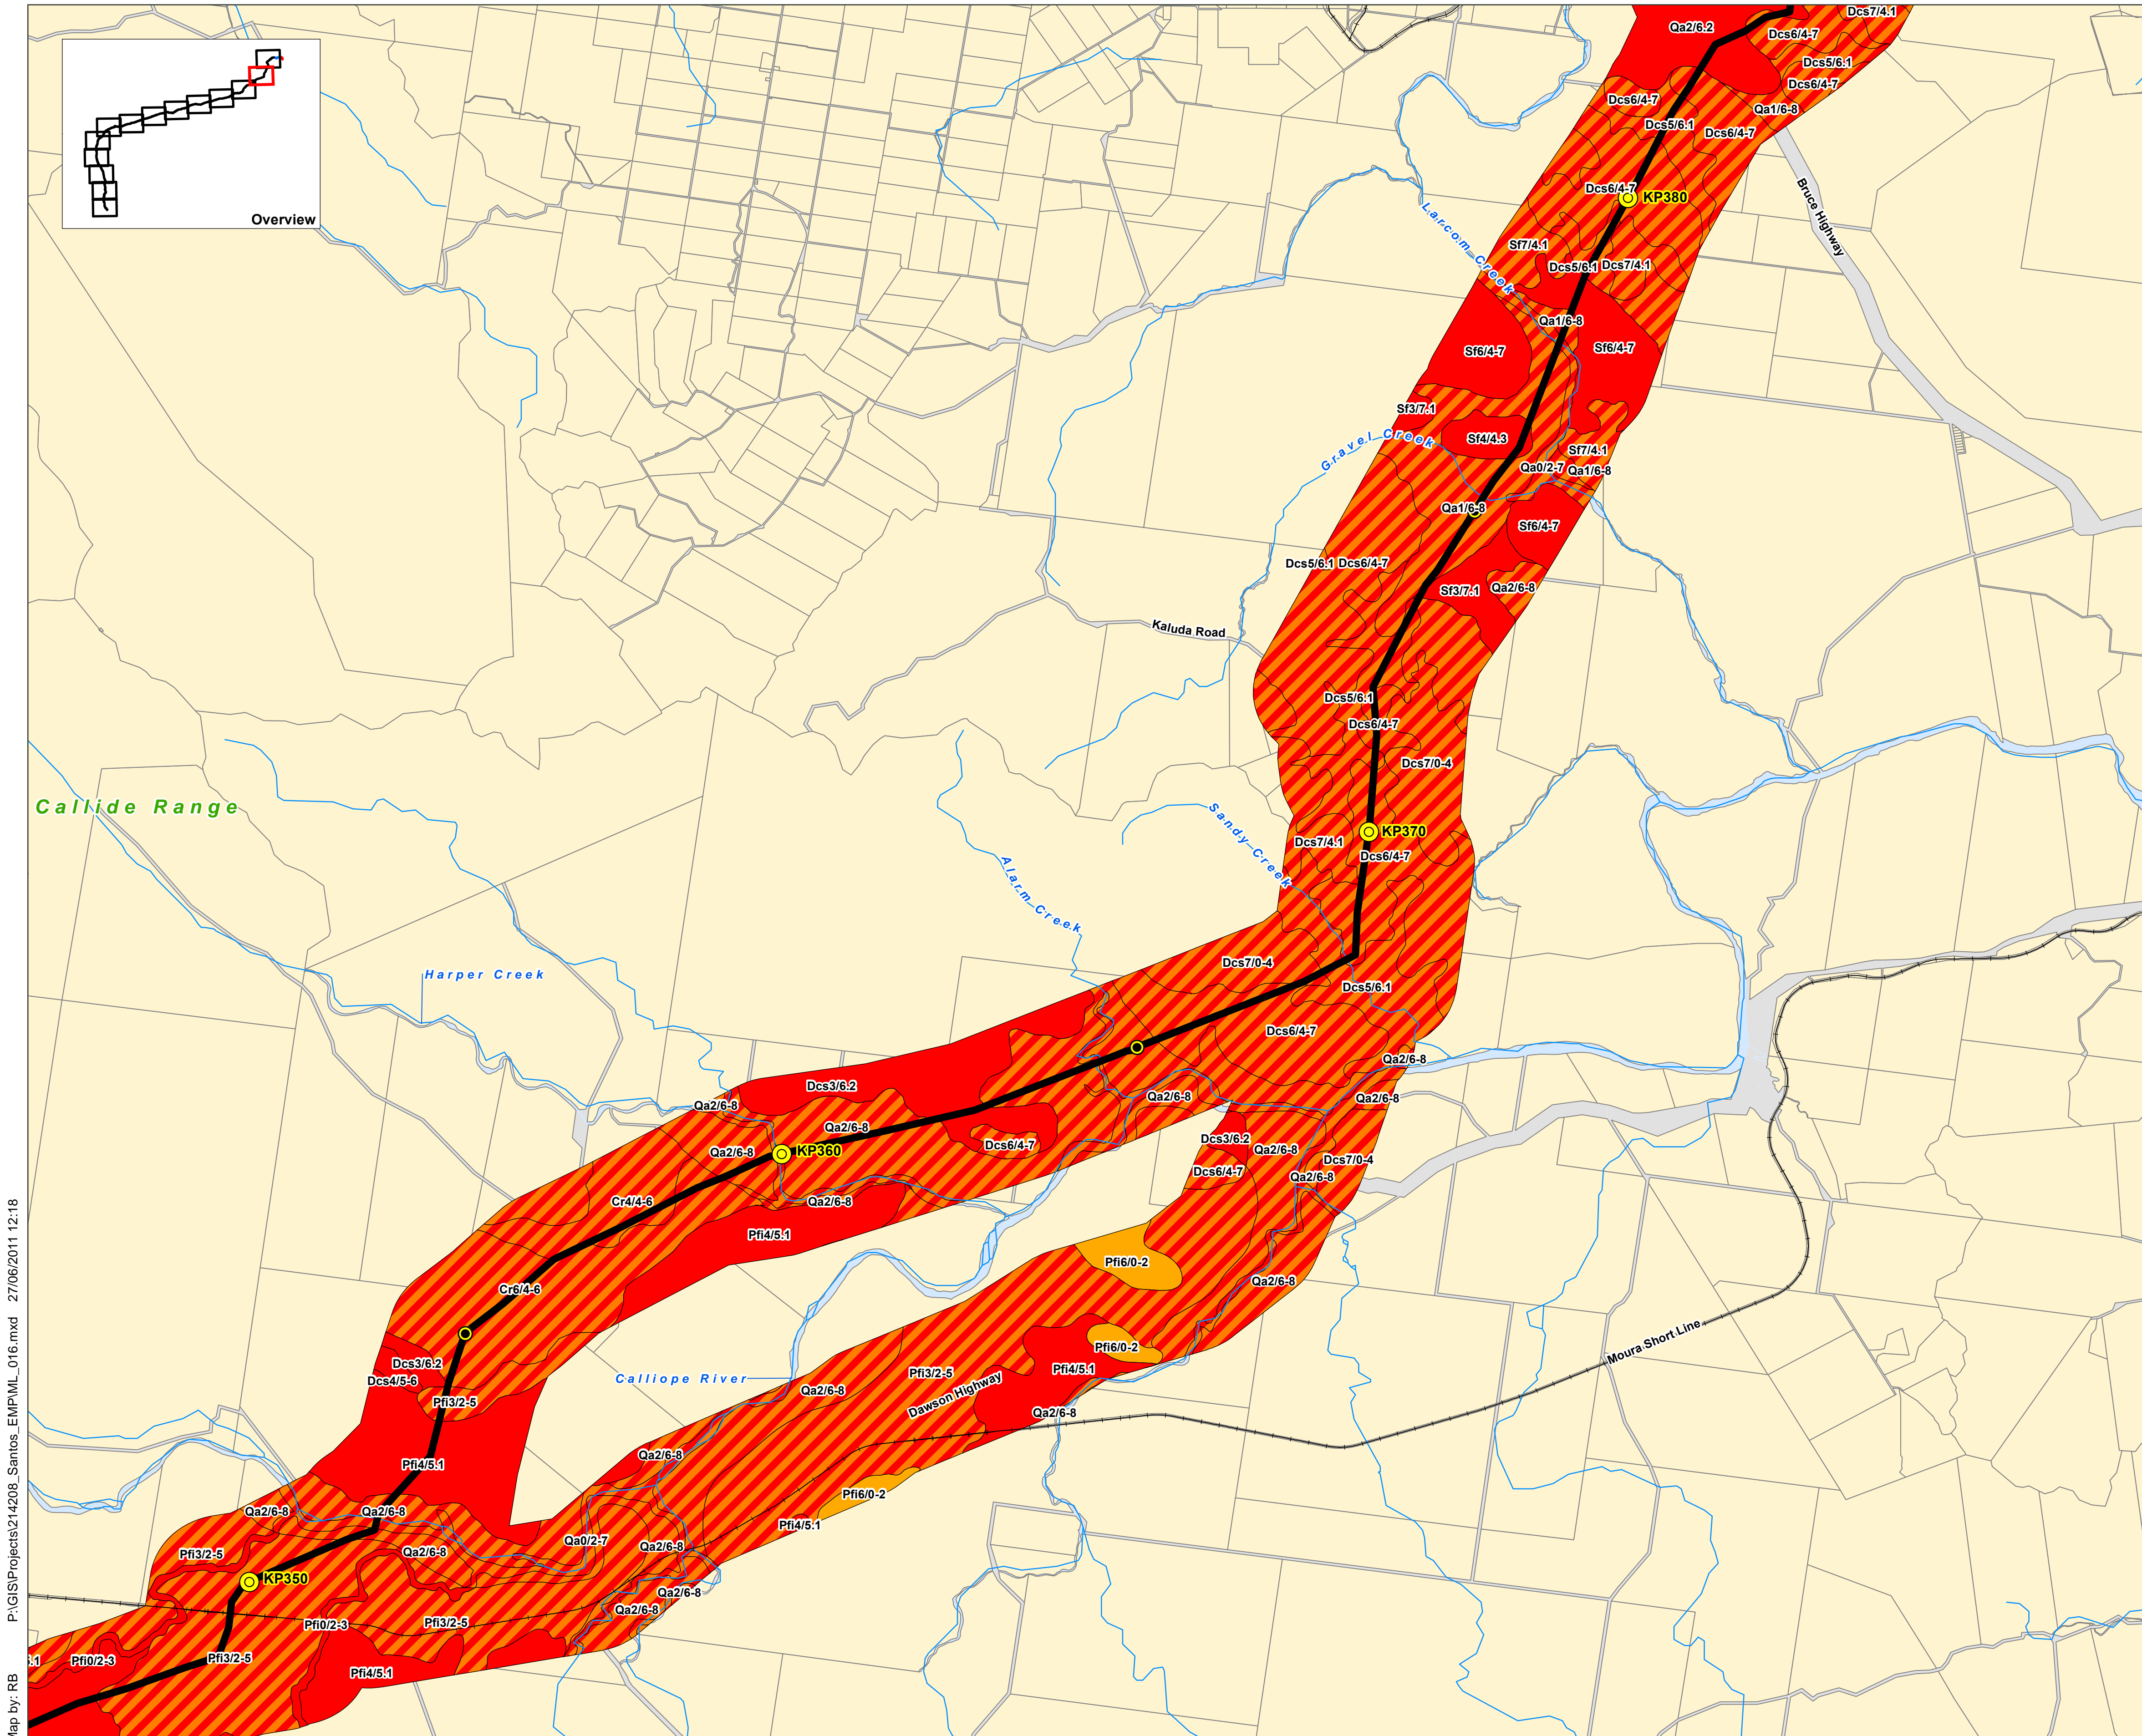 Overview
Qa2/6.2
Dcs7/4.1
Dcs6/4-7
Dcs5/6.1
Dcs6/4-7
Dcs6/4-7
Qa1/6-8
Dcs5/6.1
Dcs6/4-7
Dcs6/4-7
KP380
Bruce Highway
Larcom Creek
Sf7/4.1
Dcs5/6.1
Dcs7/4.1
Qa1/6-8
Sf6/4-7
Sf6/4-7
Sf3/7.1
Gravel Creek
Sf4/4.3
Sf7/4.1
Qa0/2-7
Qa1/6-8
Qa1/6-8
Sf6/4-7
Dcs5/6.1
Dcs6/4-7
Sf3/7.1
Qa2/6-8
Kaluda Road
Dcs5/6.1
Dcs6/4-7
Dcs7/0-4
Callide Range
Sandy Creek
KP370
Dcs7/4.1
Dcs6/4-7
Alarm Creek
Harper Creek
Dcs7/0-4
Dcs5/6.1
Dcs6/4-7
Qa2/6-8
Dcs3/6.2
Qa2/6-8
Qa2/6-8
Qa2/6-8
Qa2/6-8
Dcs3/6.2
Dcs6/4-7
Qa2/6-8
KP360
Qa2/6-8
Dcs7/0-4
Dcs6/4-7
Qa2/6-8
Cr4/4-6
Qa2/6-8
Pfi4/5.1
Pfi6/0-2
Qa2/6-8
Cr6/4-6
Pfi6/0-2
Moura Short Line
Dcs3/6.2
Dcs4/5-6
Pfi3/2-5
Pfi4/5.1
Calliope River
Qa2/6-8
Dawson Highway
Pfi3/2-5
Qa2/6-8
Qa2/6-8
Pfi4/5.1
Pfi6/0-2
Qa2/6-8
Qa2/6-8
Pfi4/5.1
Qa0/2-7
Qa2/6-8
Pfi3/2-5
Qa2/6-8
KP350
Qa2/6-8
Qa2/6-8
Pfi0/2-3
Pfi3/2-5
Pfi0/2-3
Pfi3/2-5
Pfi4/5.1
Map by: RB P:\GIS\Projects\214208_Santos_EMP\ML_016.mxd 27/06/2011 12:18